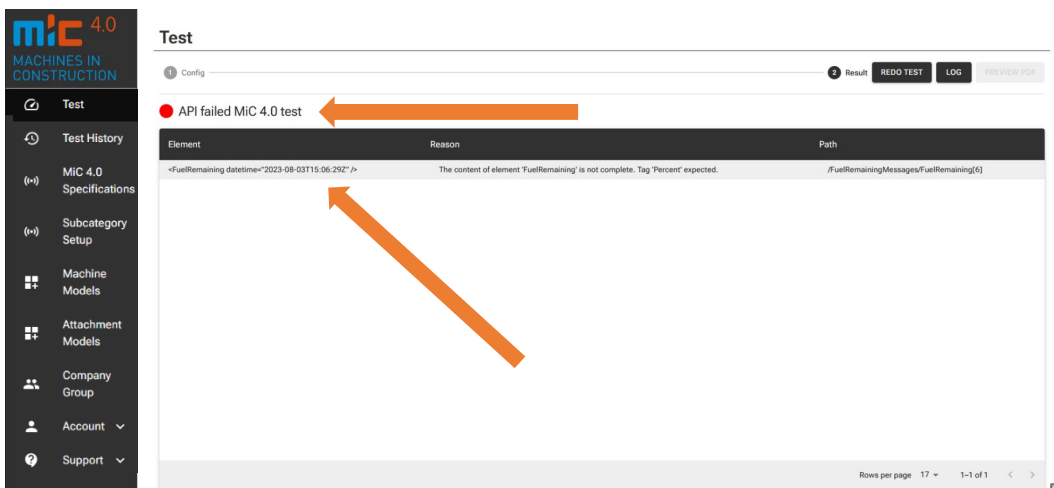 mic 4.0
MACHINES IN
CONSTRUCTION
Test
Test History
MiC 4.0
Specifications
Subcategory
Setup
Machine
Models
Attachment
Models
Company
Group
Account
Support
Test
1 Config
2 Result REDO TEST LOG PREVIEW PDF
API failed MiC 4.0 test
Element Reason Path
<FuelRemaining datetime="2023-08-03T15:06:29Z" /> The content of element 'FuelRemaining' is not complete. Tag 'Percent' expected. /FuelRemainingMessages/FuelRemaining[6]
Rows per page 17 1–1 of 1